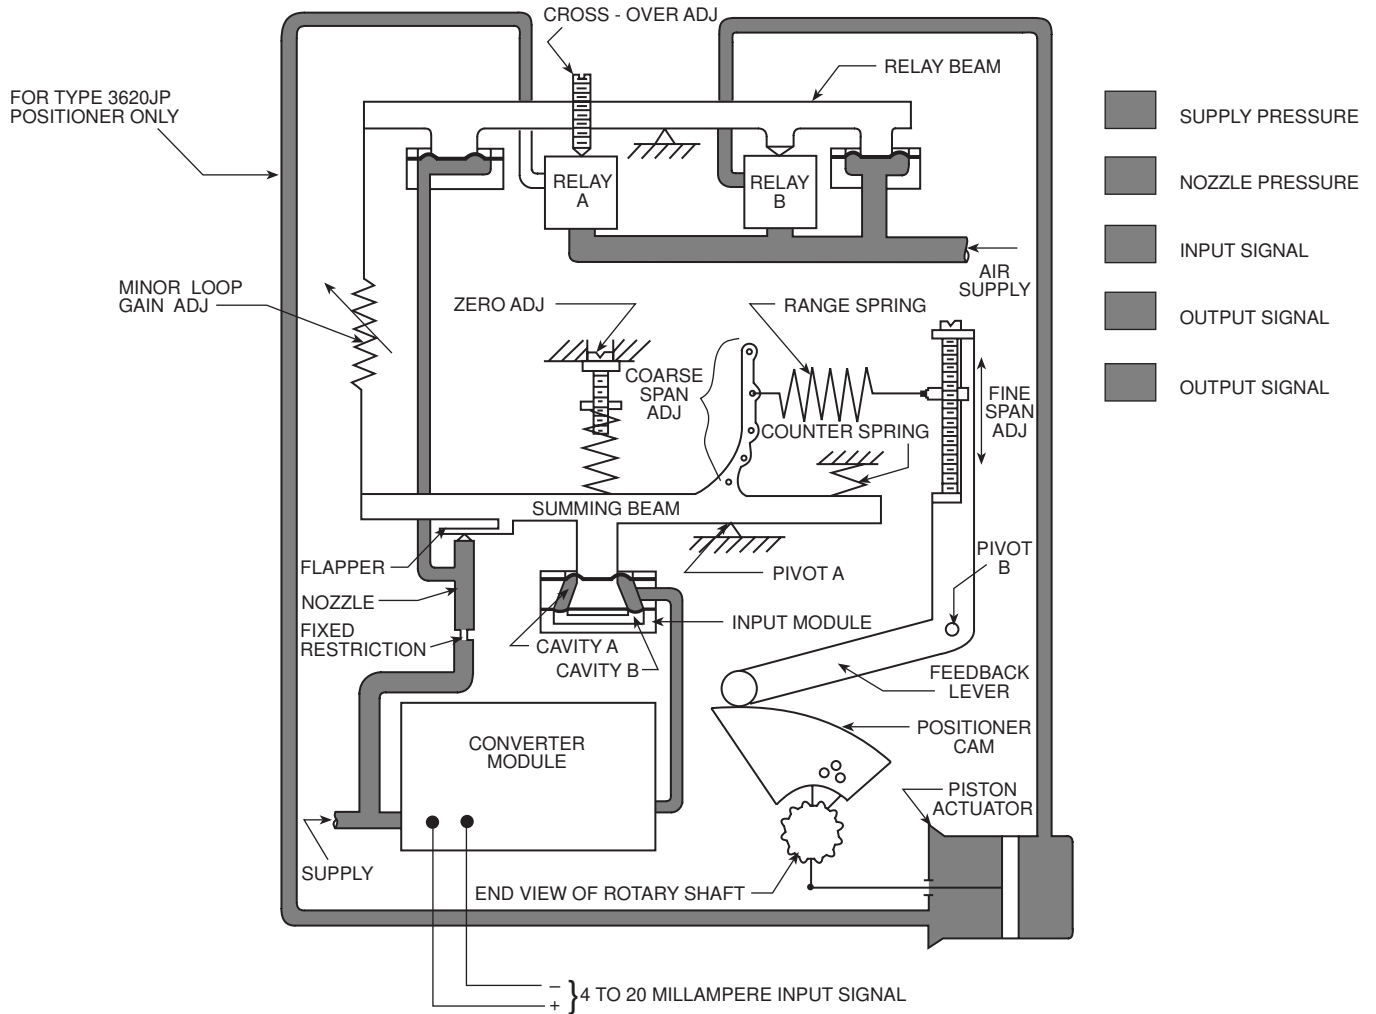 CROSS - OVER ADJ
RELAY BEAM
FOR TYPE 3620JP
POSITIONER ONLY
SUPPLY PRESSURE
NOZZLE PRESSURE
INPUT SIGNAL
OUTPUT SIGNAL
OUTPUT SIGNAL
RELAY
A
RELAY
B
AIR
SUPPLY
MINOR LOOP
GAIN ADJ
ZERO ADJ
RANGE SPRING
COARSE
SPAN
ADJ
FINE
SPAN
ADJ
COUNTER SPRING
SUMMING BEAM
FLAPPER
PIVOT A
PIVOT
B
NOZZLE
FIXED
RESTRICTION
INPUT MODULE
CAVITY A
CAVITY B
FEEDBACK
LEVER
POSITIONER
CAM
CONVERTER
MODULE
PISTON
ACTUATOR
SUPPLY
END VIEW OF ROTARY SHAFT
−
+
} 4 TO 20 MILLAMPERE INPUT SIGNAL